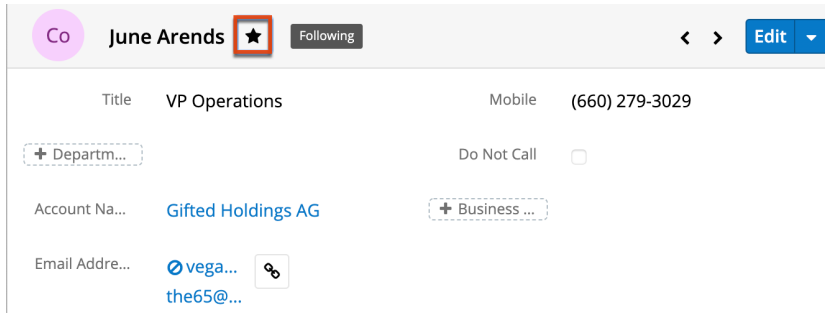 Co June Arends Following Edit
Title VP Operations Mobile (660) 279-3029
+ Departm... Do Not Call
Account Na... Gifted Holdings AG + Business ...
Email Addre... vega...
the65@...